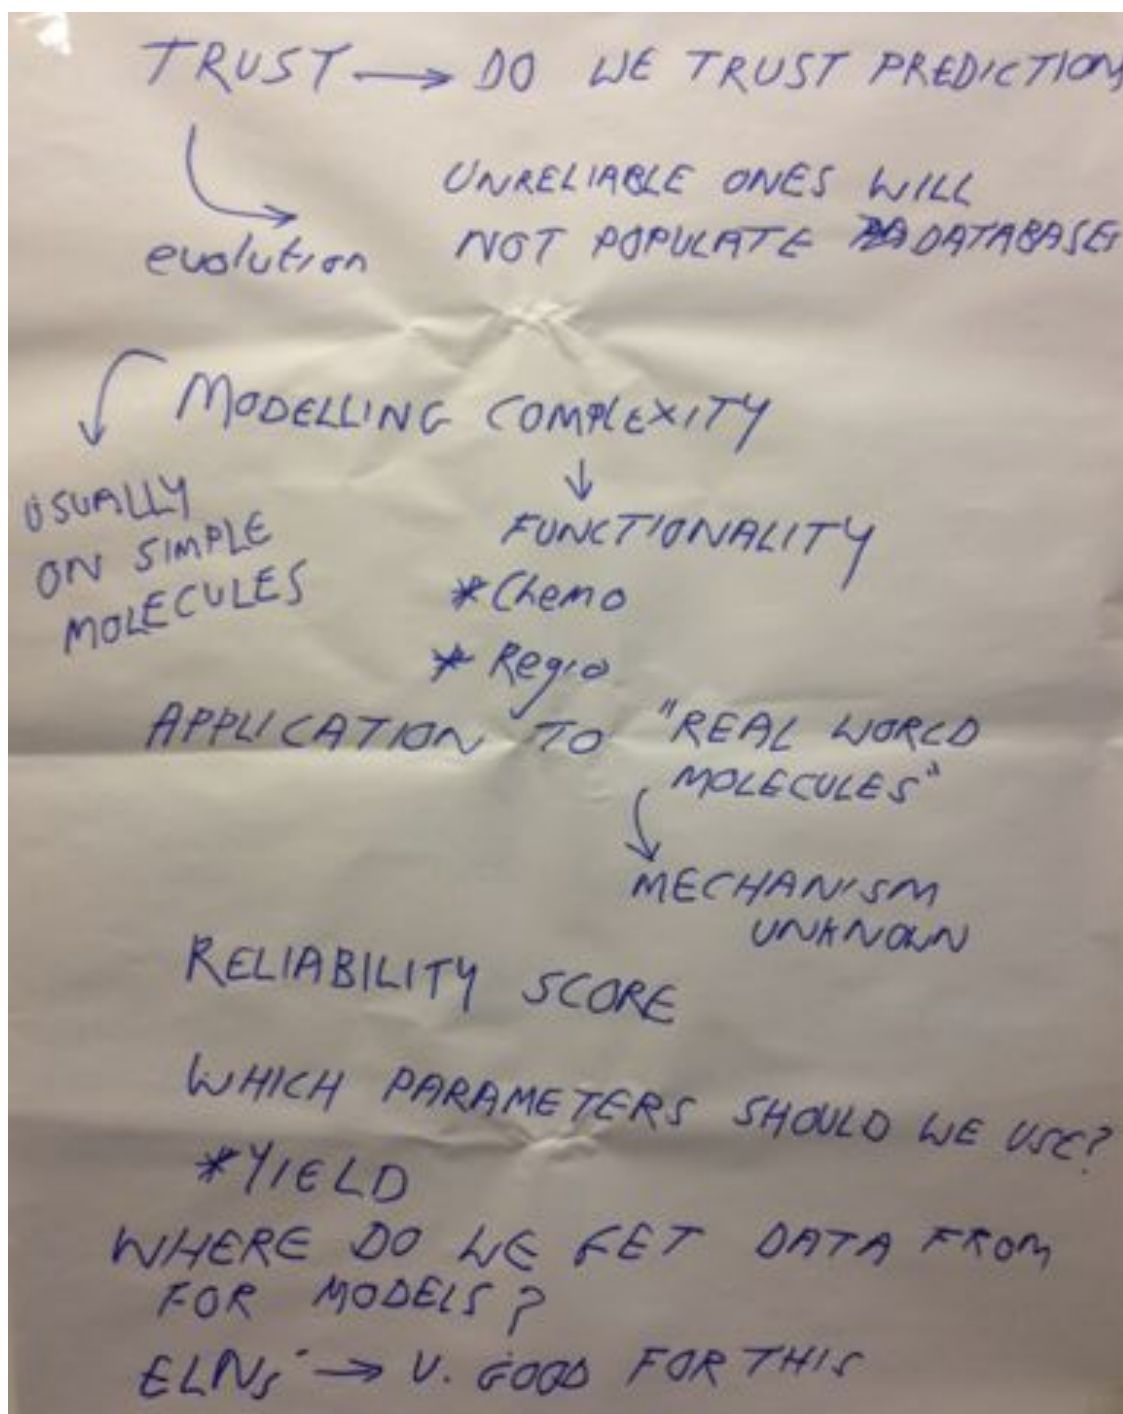 TRUST → DO WE TRUST PREDICTIONS
UNRELIABLE ONES WILL
evolution NOT POPULATE DATABASES
MODELLING COMPLEXITY
USUALLY
ON SIMPLE
MOLECULES
↓
FUNCTIONALITY
*Chemo
* Regio
APPLICATION TO "REAL WORLD
MOLECULES"
MECHANISM
UNKNOWN
RELIABILITY SCORE
WHICH PARAMETERS SHOULD WE USE?
*YIELD
WHERE DO WE GET DATA FROM
FOR MODELS?
ELNs → V. GOOD FOR THIS